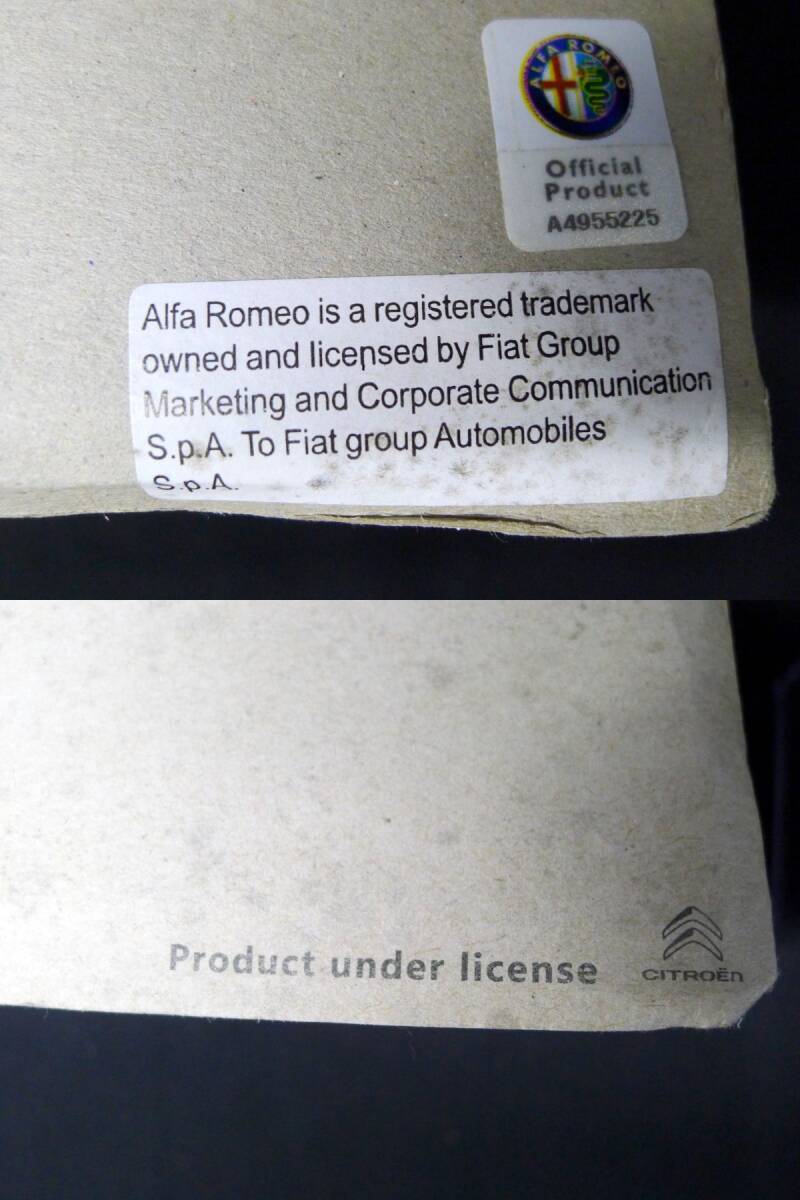 ALFA ROMEO
Official
Product
A4955225
Alfa Romeo is a registered trademark
owned and licensed by Fiat Group
Marketing and Corporate Communication
S.p.A. To Fiat group Automobiles
S.p.A.
Product under license
CITROËN